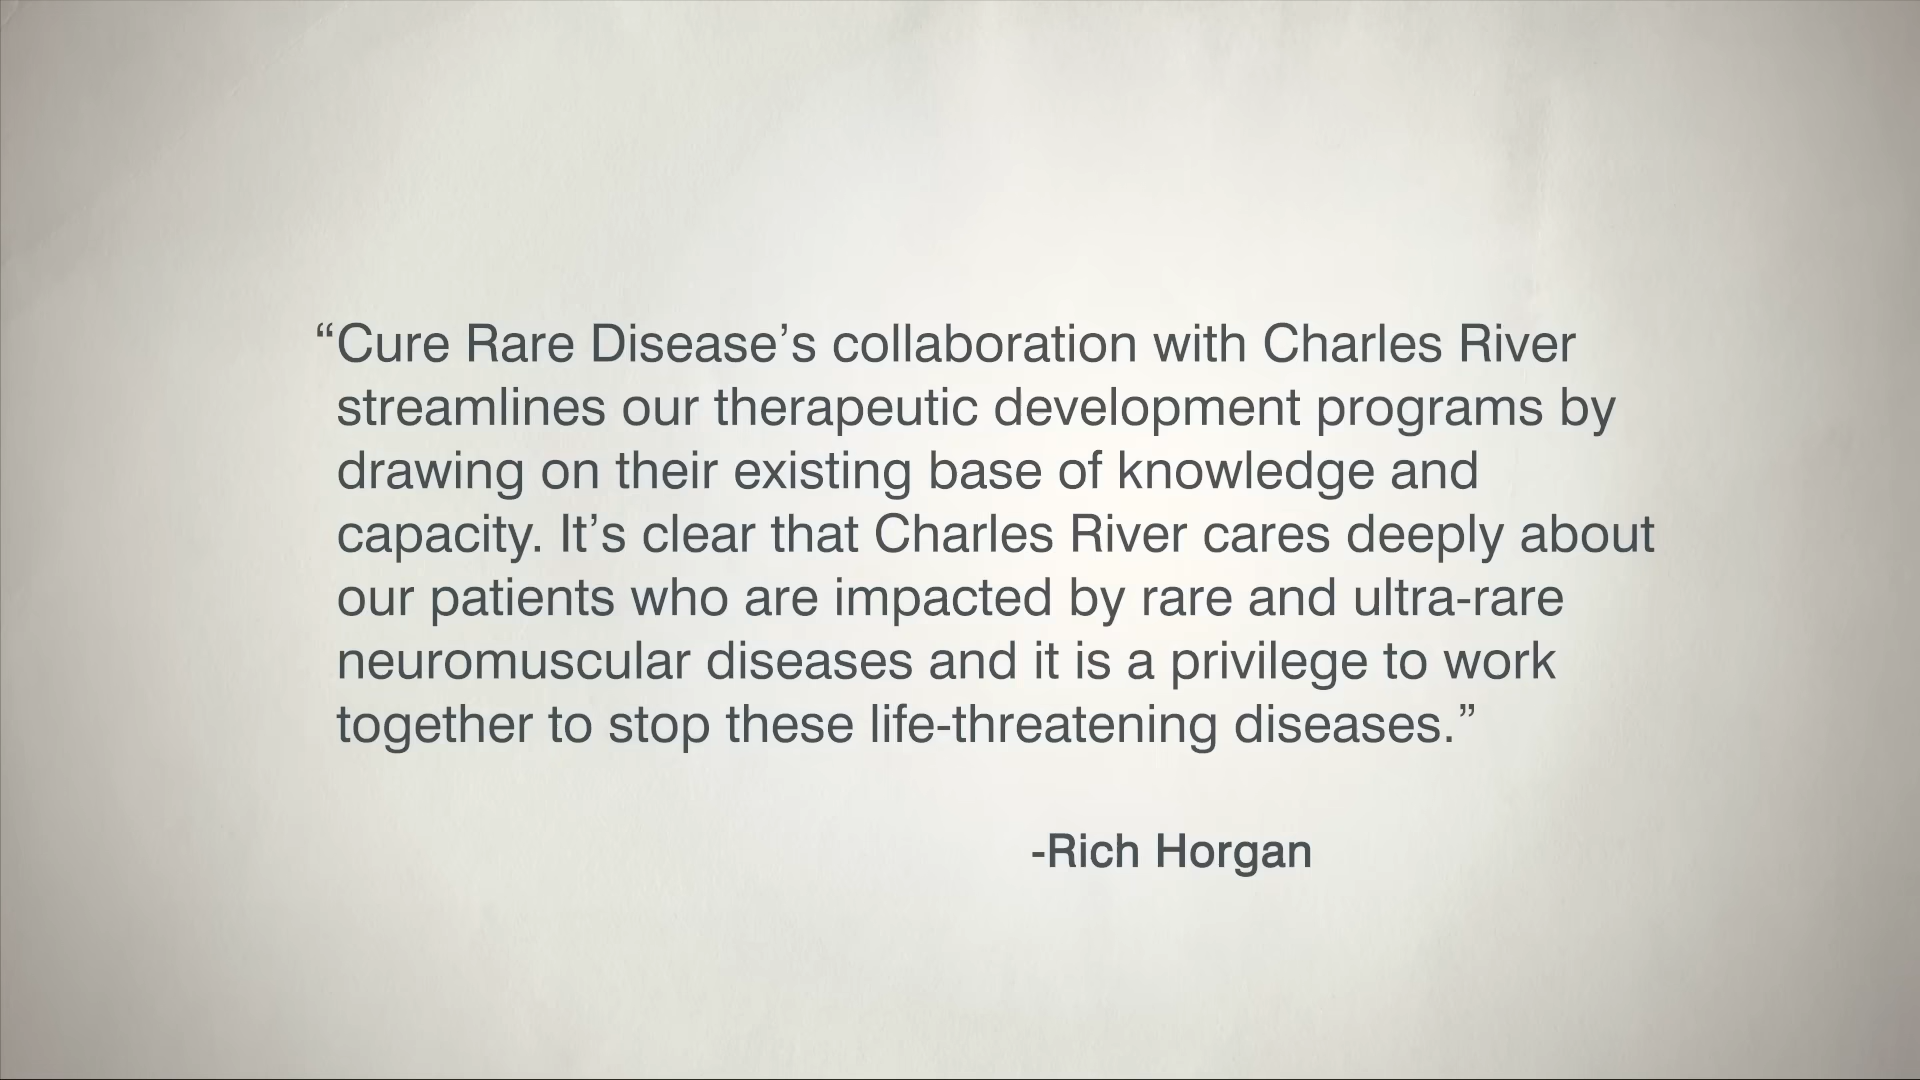 “Cure Rare Disease’s collaboration with Charles River
streamlines our therapeutic development programs by
drawing on their existing base of knowledge and
capacity. It’s clear that Charles River cares deeply about
our patients who are impacted by rare and ultra-rare
neuromuscular diseases and it is a privilege to work
together to stop these life-threatening diseases.”
-Rich Horgan